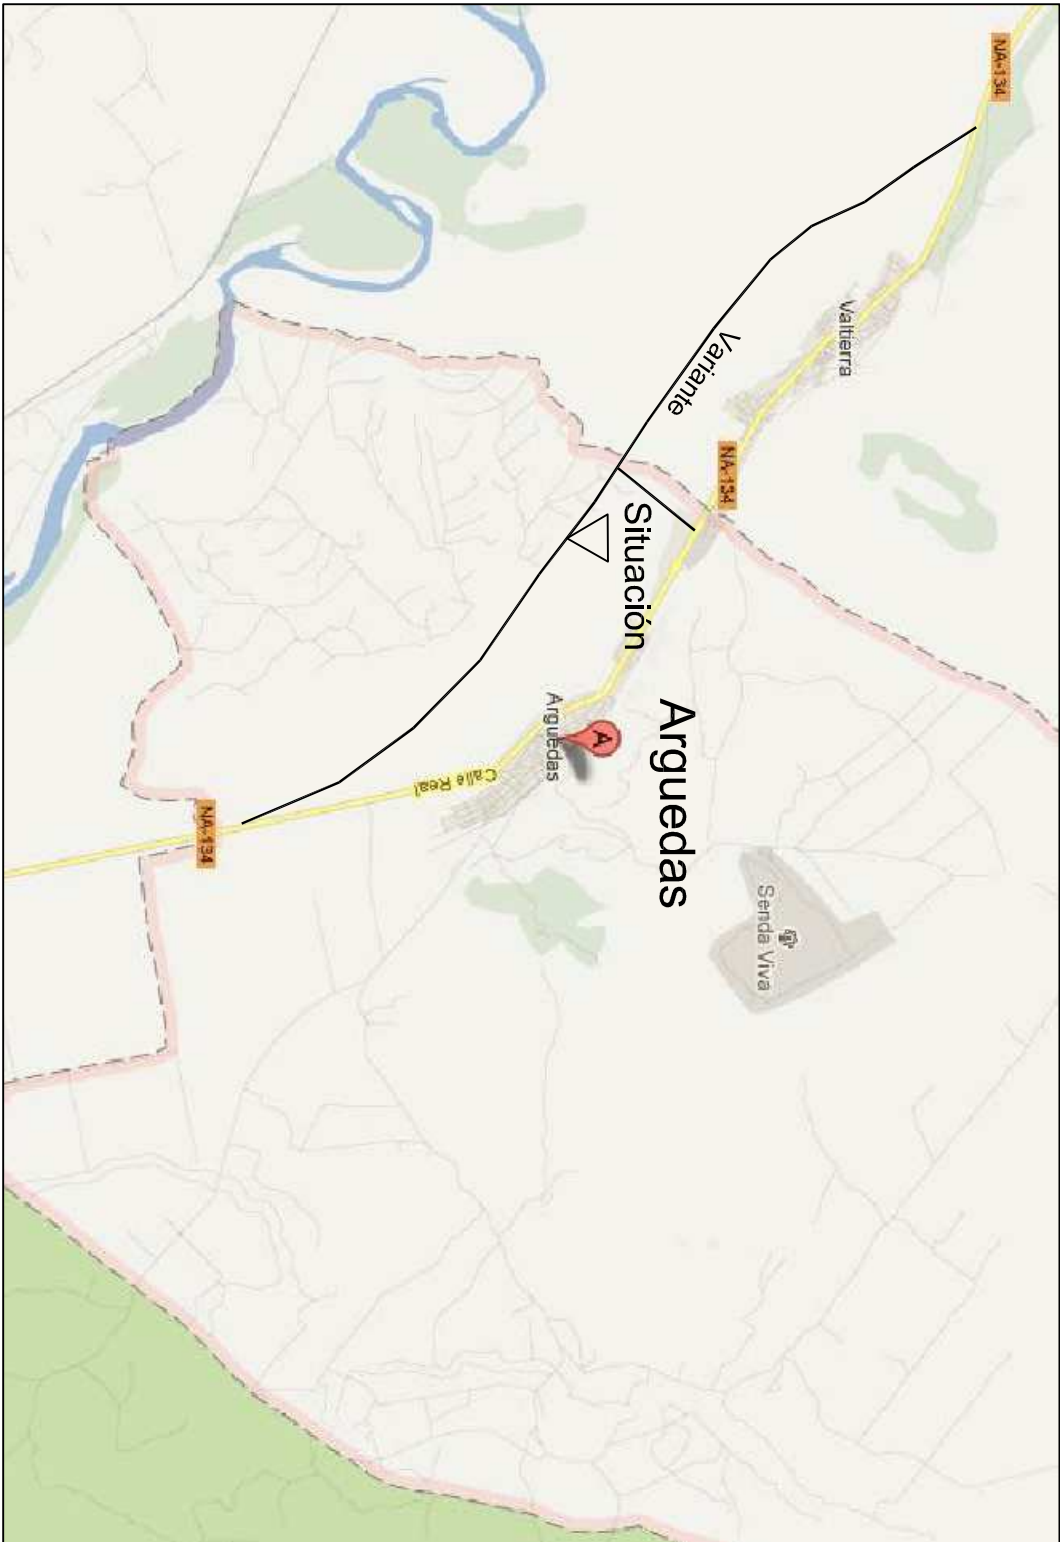 NA-134
Valtierra
Variante
NA-134
Situación
Arguedas
Arguedas
A
Calle Real
NA-134
Senda Viva